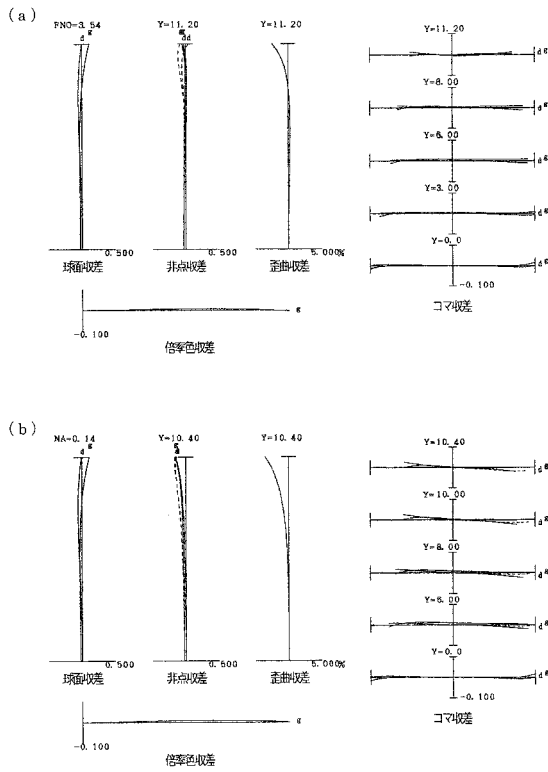 (a)
FNO=3.54
g
d
0.500
球面収差
Y=11.20
g
dd
0.500
非点収差
Y=11.20
5.000%
歪曲収差
-0.100
g
倍率色収差
Y=11.20
d g
Y=8.00
d g
Y=6.00
d g
Y=3.00
d g
Y=0.0
d g
-0.100
コマ収差
(b)
NA=0.14
g
d
0.500
球面収差
Y=10.40
g
d
0.500
非点収差
Y=10.40
5.000%
歪曲収差
-0.100
g
倍率色収差
Y=10.40
d g
Y=10.00
d g
Y=8.00
d g
Y=6.00
d g
Y=0.0
d g
-0.100
コマ収差